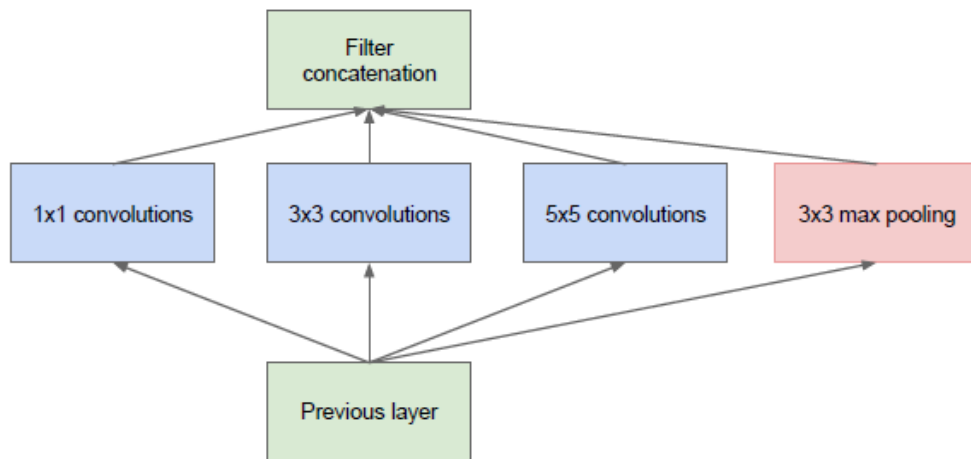 Filter
concatenation
1x1 convolutions
3x3 convolutions
5x5 convolutions
3x3 max pooling
Previous layer